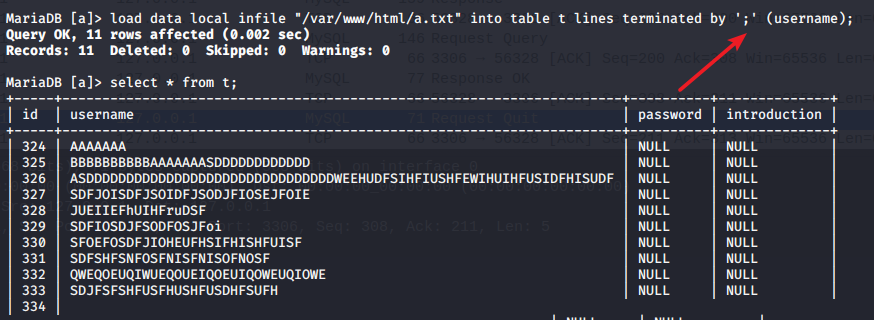 MariaDB [a]> load data local infile "/var/www/html/a.txt" into table t lines terminated by ';' (username);
Query OK, 11 rows affected (0.002 sec)
Records: 11  Deleted: 0  Skipped: 0  Warnings: 0
MariaDB [a]> select * from t;
| id | username | password | introduction |
| 324 | AAAAAAA | NULL | NULL |
| 325 | BBBBBBBBBBAAAAAAASDDDDDDDDDDDD | NULL | NULL |
| 326 | ASDDDDDDDDDDDDDDDDDDDDDDDDDDDDDDDWEEHUDFSIHFIUSHFEWIHUIHFUSIDFHISUDF | NULL | NULL |
| 327 | SDFJOISDFJSOIDFJSODJFIOSEJFOIE | NULL | NULL |
| 328 | JUEIIEFhUIHFruDSF | NULL | NULL |
| 329 | SDFIOSDJFSODFOSJFoi | NULL | NULL |
| 330 | SFOEFOSDFJIOHEUFHSIFHISHFUISF | NULL | NULL |
| 331 | SDFSHFSNFOSFNISFNISOFNOSF | NULL | NULL |
| 332 | QWEQOEUQIWUEQOUEIQOEUIQOWEUQIOWE | NULL | NULL |
| 333 | SDJFSFSHFUSFHUSHFUSDHFSUFH | NULL | NULL |
| 334 |
| NULL | NULL |